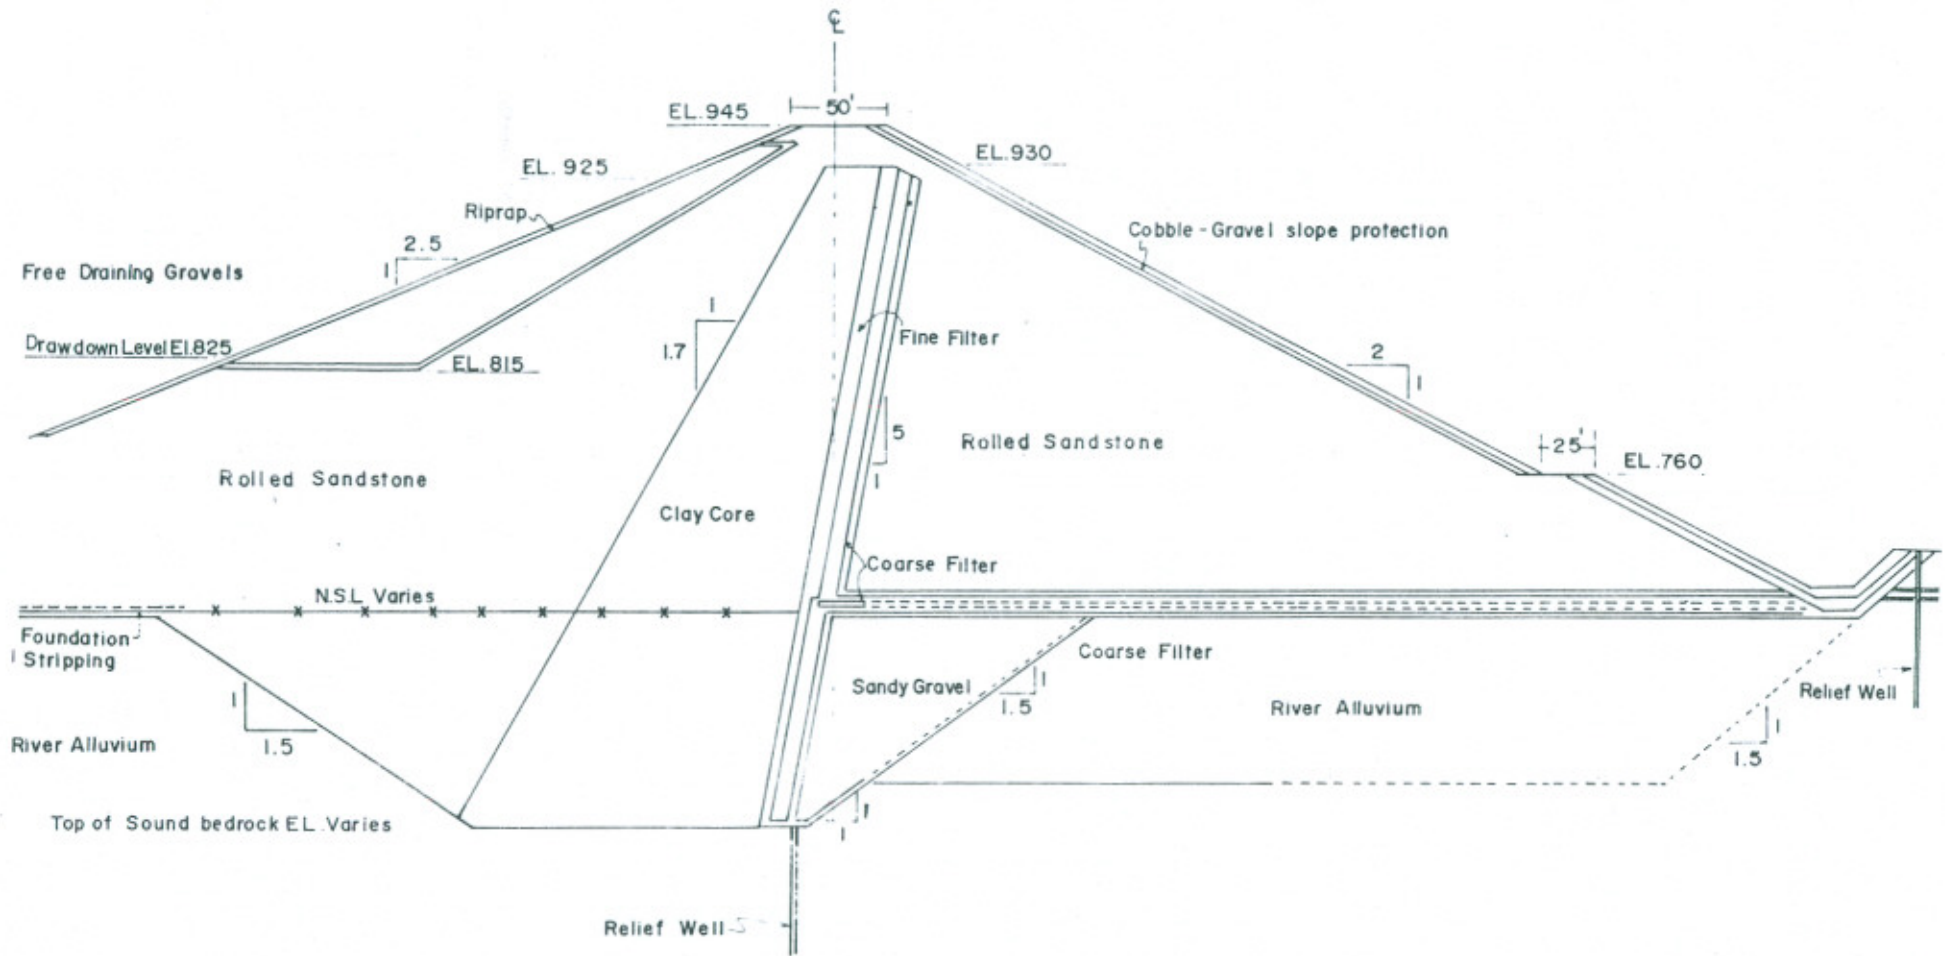 ℄
50'
EL.945
EL. 925
EL.930
Riprap
Cobble-Gravel slope protection
2.5
1
Free Draining Gravels
1
1.7
Fine Filter
Drawdown Level El.825
EL. 815
2
1
5
1
Rolled Sandstone
25'
EL.760
Rolled Sandstone
Clay Core
Coarse Filter
N.S.L Varies
Foundation
Stripping
Coarse Filter
Sandy Gravel
1
1.5
River Alluvium
Relief Well
1
1.5
River Alluvium
1
1.5
Top of Sound bedrock EL.Varies
1
1
Relief Well